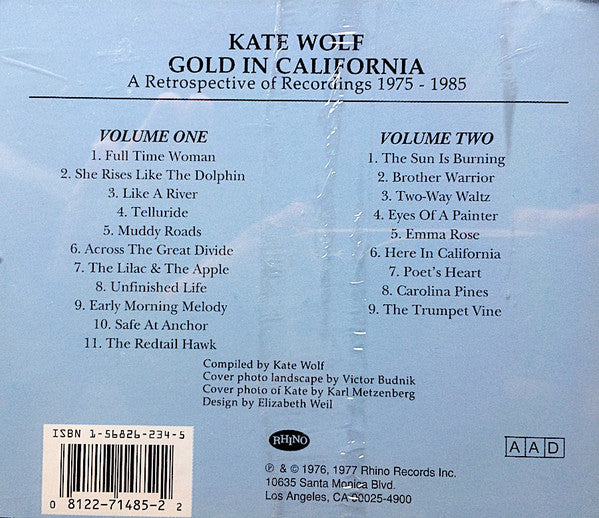 KATE WOLF
GOLD IN CALIFORNIA
A Retrospective of Recordings 1975 - 1985
VOLUME ONE
1. Full Time Woman
2. She Rises Like The Dolphin
3. Like A River
4. Telluride
5. Muddy Roads
6. Across The Great Divide
7. The Lilac & The Apple
8. Unfinished Life
9. Early Morning Melody
10. Safe At Anchor
11. The Redtail Hawk
VOLUME TWO
1. The Sun Is Burning
2. Brother Warrior
3. Two-Way Waltz
4. Eyes Of A Painter
5. Emma Rose
6. Here In California
7. Poet's Heart
8. Carolina Pines
9. The Trumpet Vine
Compiled by Kate Wolf
Cover photo landscape by Victor Budnik
Cover photo of Kate by Karl Metzenberg
Design by Elizabeth Weil
ISBN 1-56826-234-5
0 8122-71485-2 2
RHINO
℗ & © 1976, 1977 Rhino Records Inc.
10635 Santa Monica Blvd.
Los Angeles, CA 90025-4900
AAD